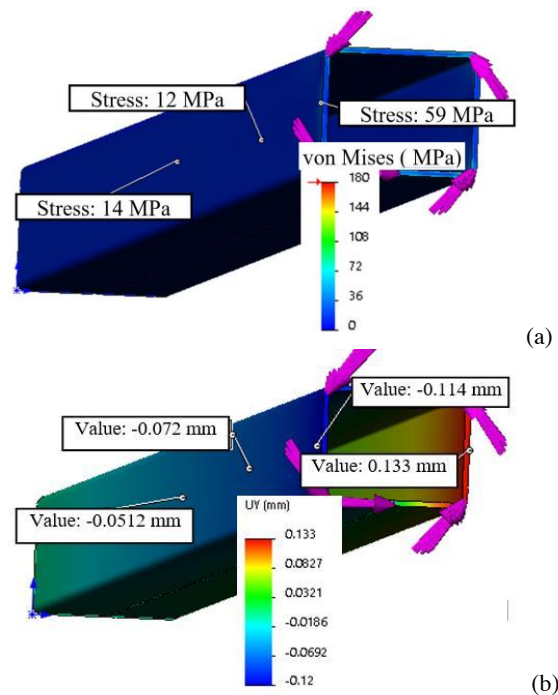 Stress: 12 MPa
Stress: 59 MPa
von Mises ( MPa)
Stress: 14 MPa
180
144
108
72
36
0
(a)
Value: -0.114 mm
Value: -0.072 mm
Value: 0.133 mm
Value: -0.0512 mm
UY (mm)
0.133
0.0827
0.0321
-0.0186
-0.0692
-0.12
(b)